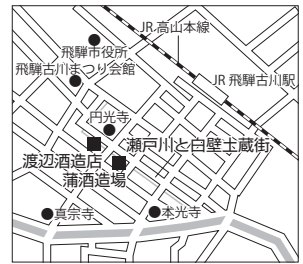 JR高山本線
飛騨市役所
飛騨古川まつり会館
JR飛騨古川駅
円光寺
瀬戸川と白壁土蔵街
渡辺酒造店
蒲酒造場
真宗寺
本光寺